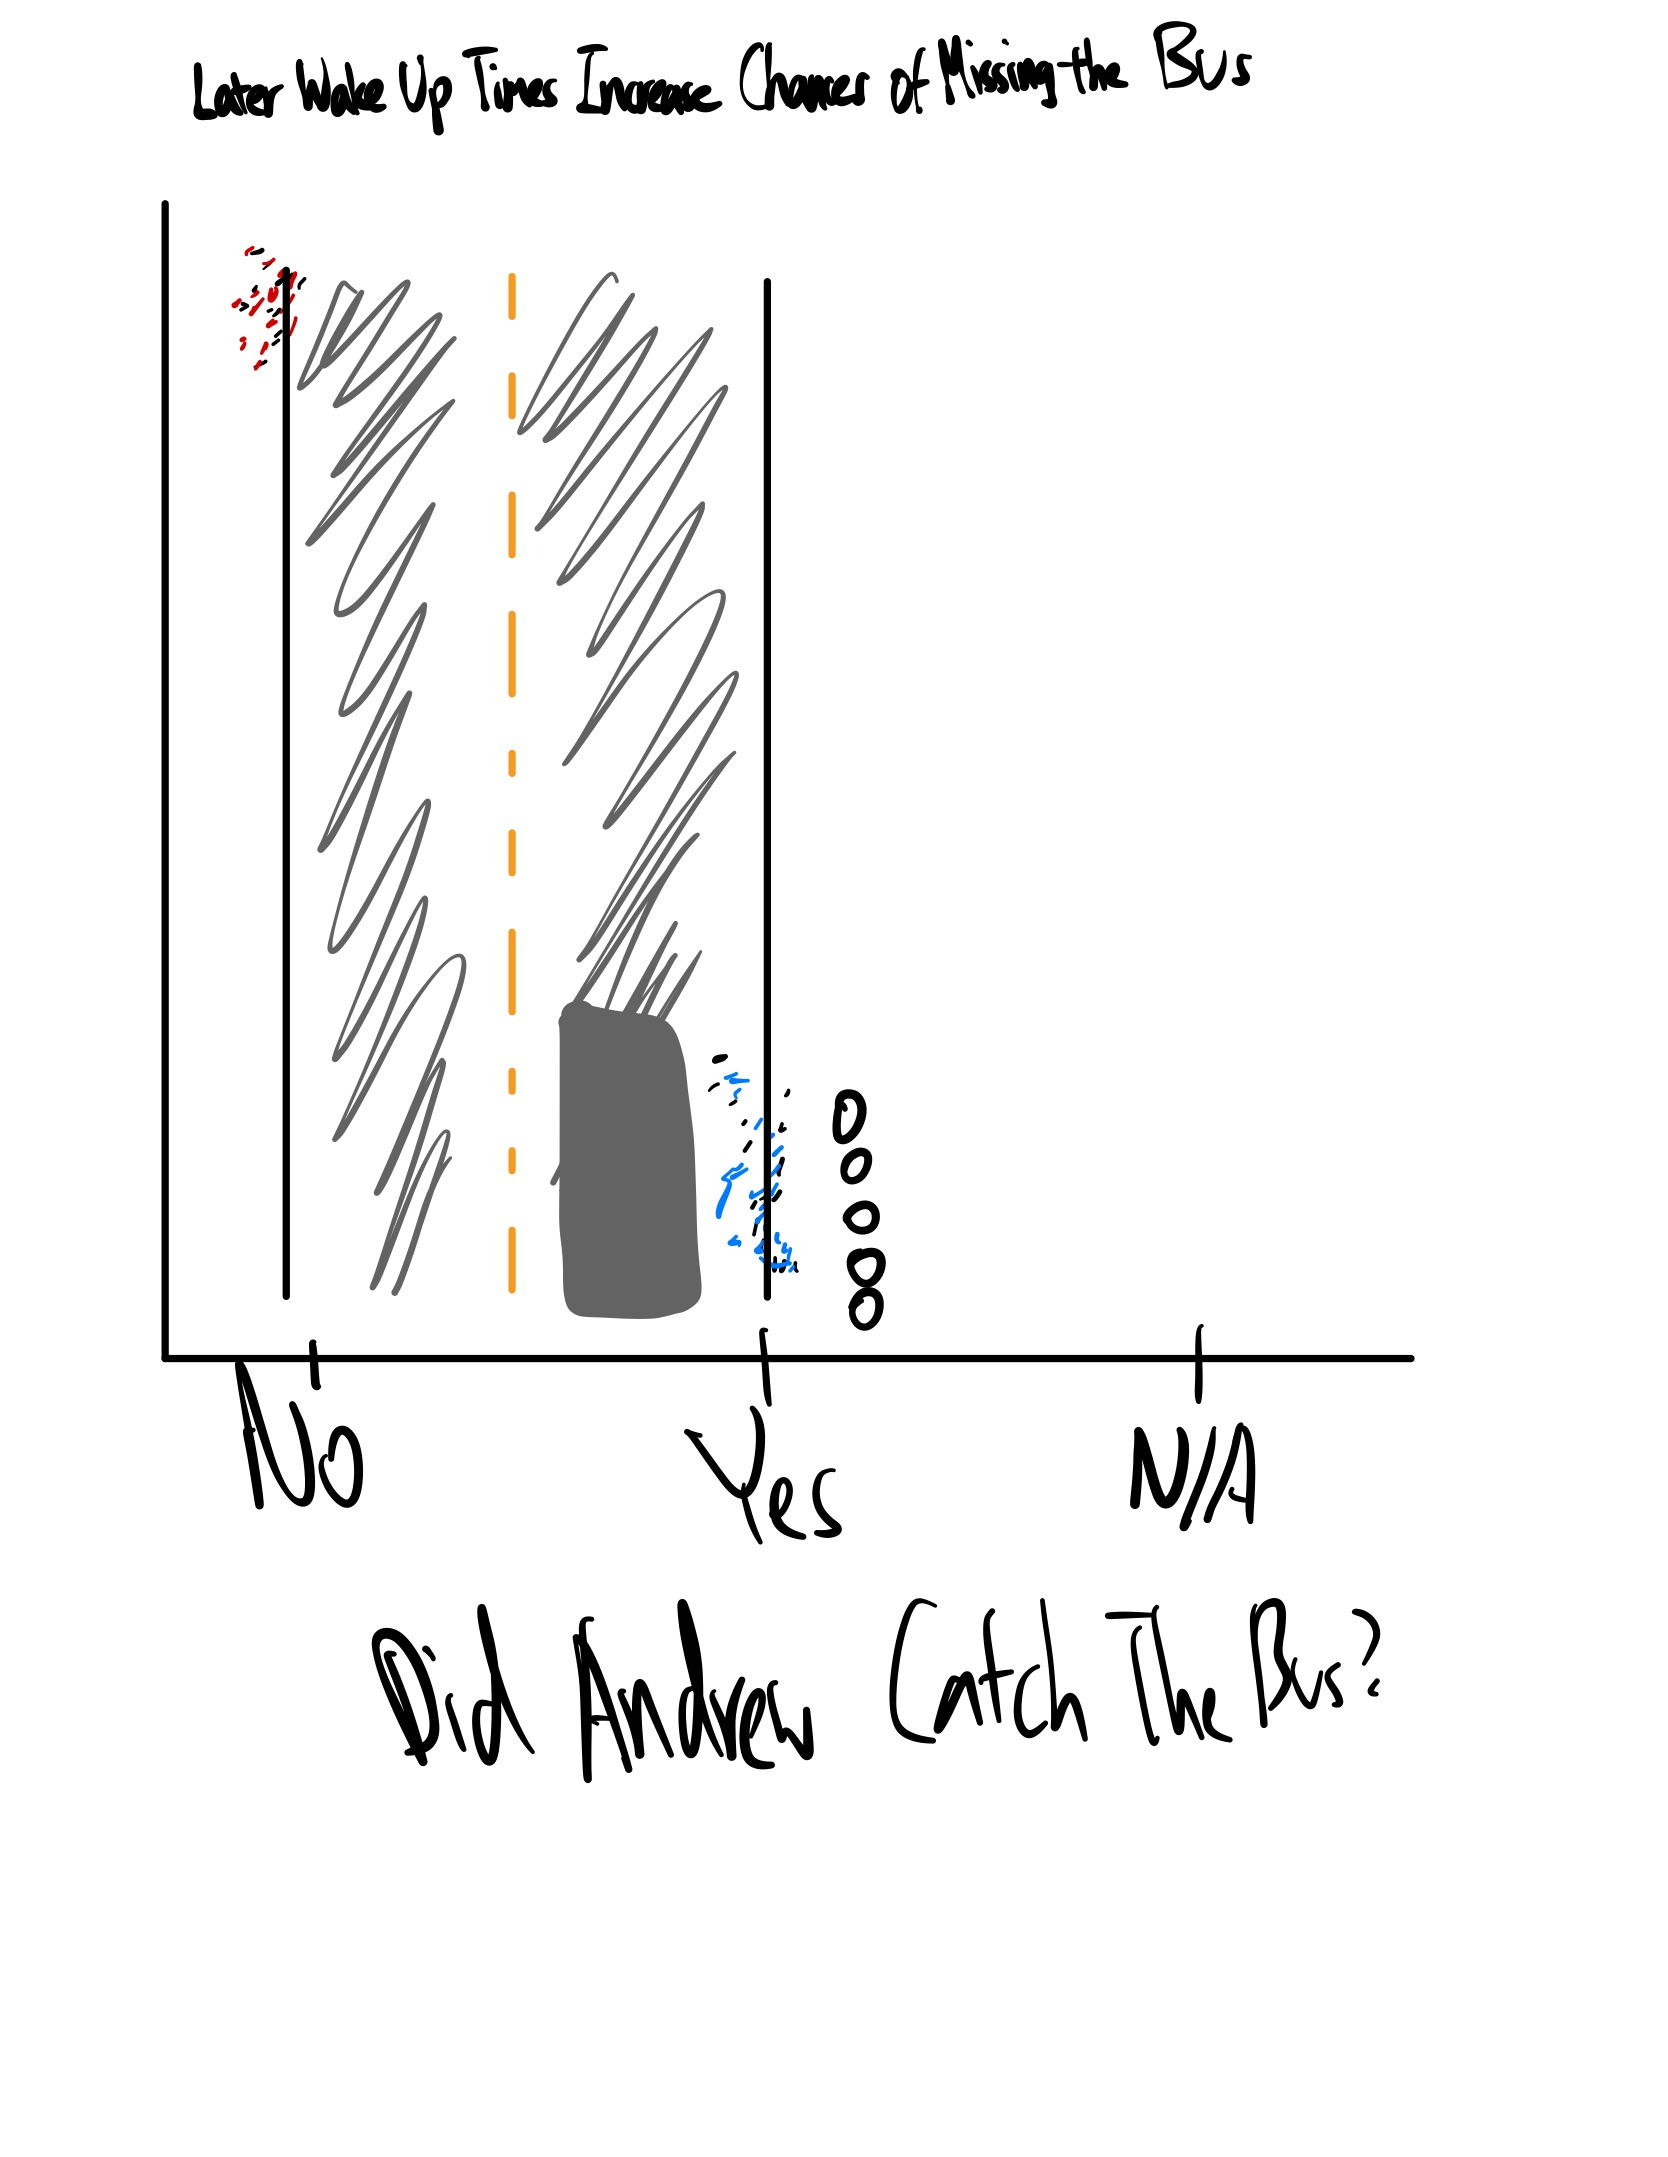 Later Wake Up Times Increase Chances of Missing the Bus
No Yes N/A
Did Andrew Catch The Bus?